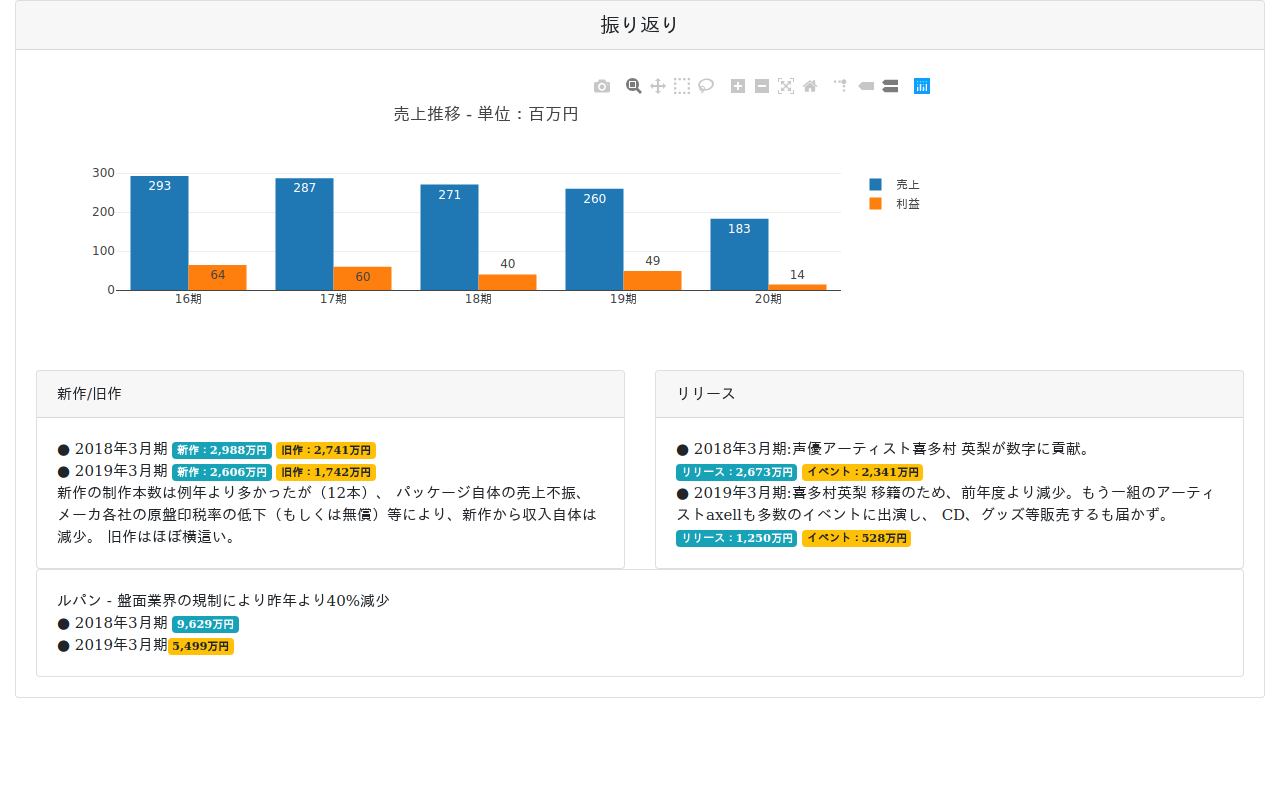 振り返り
売上推移 - 単位：百万円
300
200
100
0
293
64
287
60
271
40
260
49
183
14
16期
17期
18期
19期
20期
売上
利益
新作/旧作
● 2018年3月期 新作：2,988万円 旧作：2,741万円
● 2019年3月期 新作：2,606万円 旧作：1,742万円
新作の制作本数は例年より多かったが（12本）、 パッケージ自体の売上不振、
メーカ各社の原盤印税率の低下（もしくは無償）等により、新作から収入自体は
減少。 旧作はほぼ横這い。
リリース
● 2018年3月期:声優アーティスト喜多村 英梨が数字に貢献。
リリース：2,673万円 イベント：2,341万円
● 2019年3月期:喜多村英梨 移籍のため、前年度より減少。もう一組のアーティ
ストaxellも多数のイベントに出演し、 CD、グッズ等販売するも届かず。
リリース：1,250万円 イベント：528万円
ルパン - 盤面業界の規制により昨年より40%減少
● 2018年3月期 9,629万円
● 2019年3月期 5,499万円